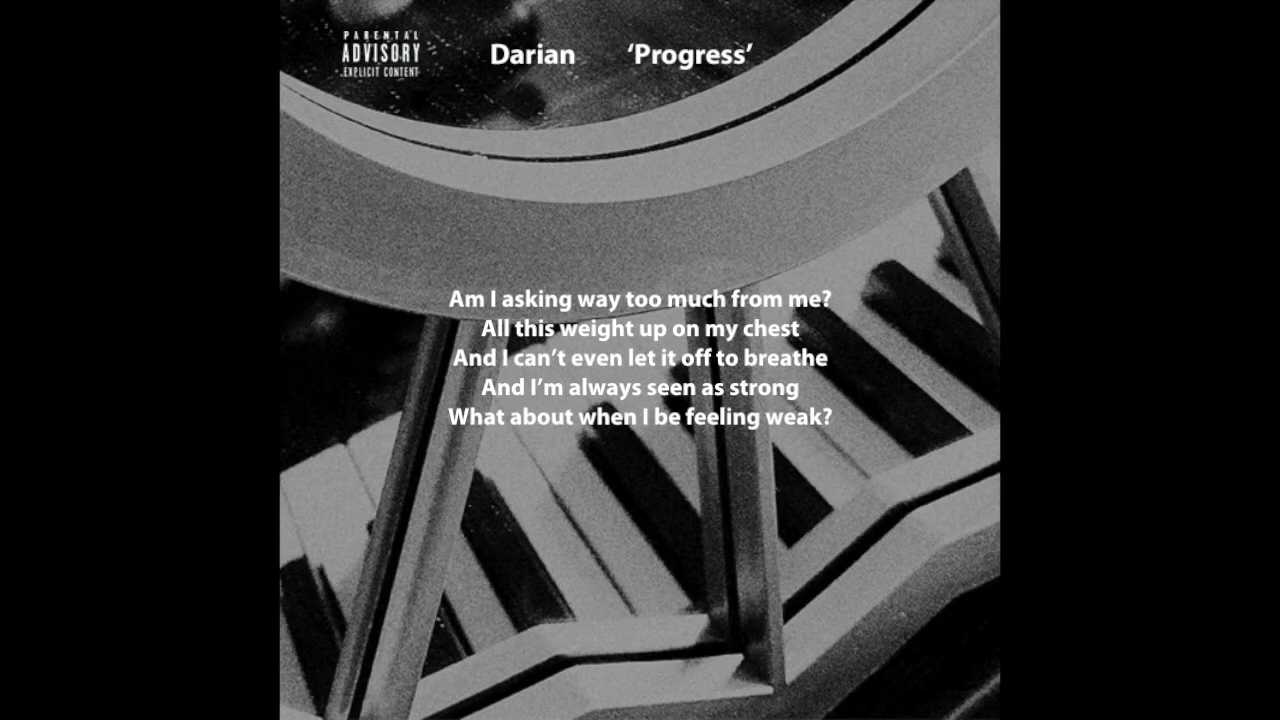 PARENTAL
ADVISORY
EXPLICIT CONTENT
Darian ‘Progress’
Am I asking way too much from me?
All this weight up on my chest
And I can’t even let it off to breathe
And I’m always seen as strong
What about when I be feeling weak?